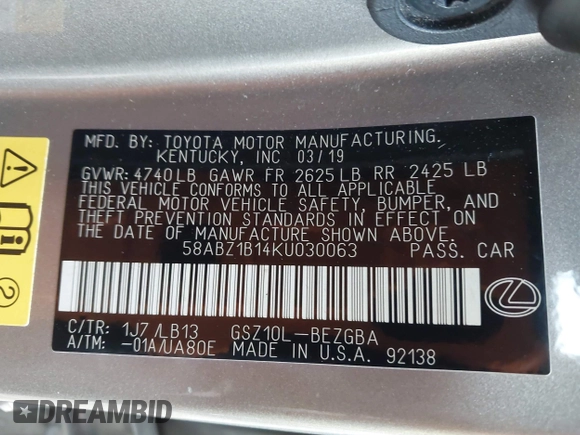 MFD. BY: TOYOTA MOTOR MANUFACTURING,
KENTUCKY, INC 03/19
GVWR: 4740 LB GAWR FR 2625 LB RR 2425 LB
THIS VEHICLE CONFORMS TO ALL APPLICABLE
FEDERAL MOTOR VEHICLE SAFETY, BUMPER, AND
THEFT PREVENTION STANDARDS IN EFFECT ON
THE DATE OF MANUFACTURE SHOWN ABOVE.
58ABZ1B14KU030063 PASS. CAR
C/TR: 1J7 /LB13 GSZ10L-BEZGBA
A/TM: -01A/UA80E MADE IN U.S.A. 92138
2
DREAMBID